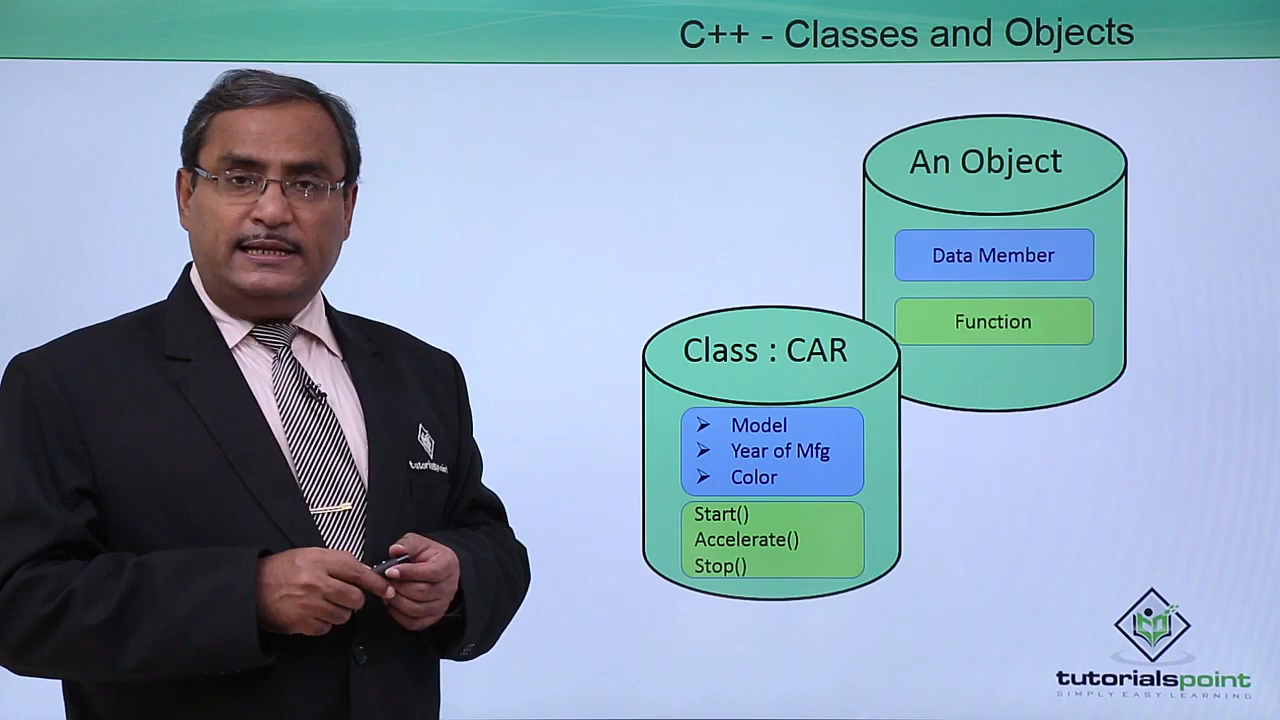 C++ - Classes and Objects
An Object
Data Member
Function
Class : CAR
Model
Year of Mfg
Color
Start()
Accelerate()
Stop()
tutorialspoint
tutorialspoint
SIMPLY EASY LEARNING